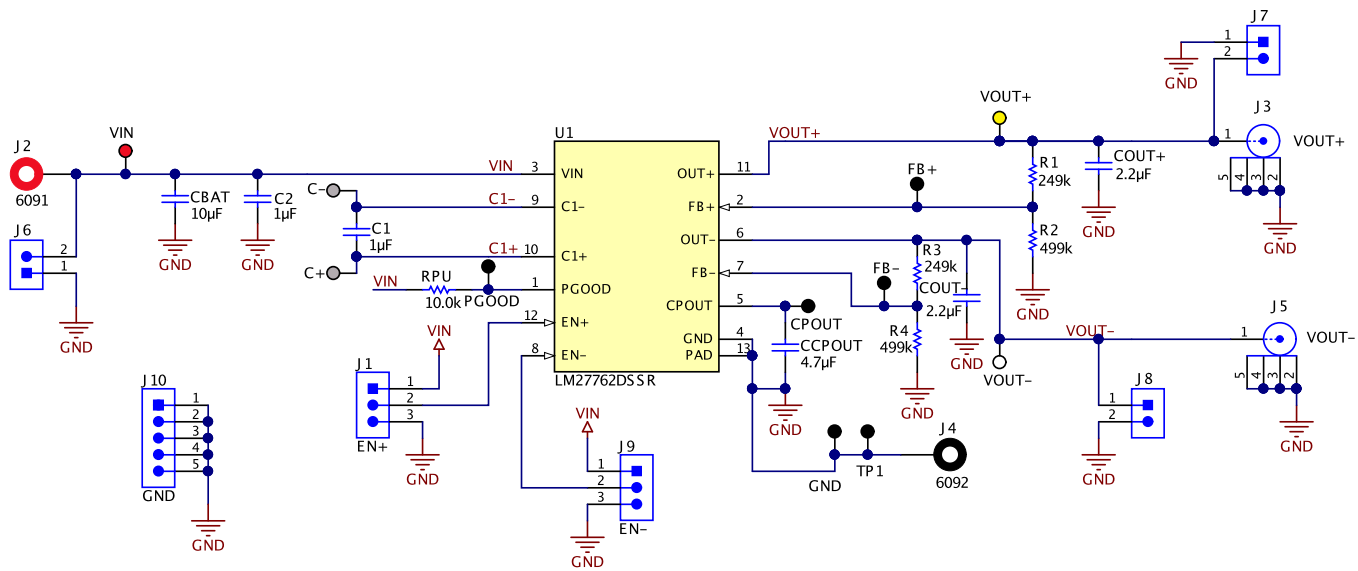 J7
1
2
GND
J3
VOUT+
VOUT+
1
VOUT+
5
4
3
2
GND
J2
6091
VIN
U1
VIN
3
VIN
OUT+
11
R1
249k
COUT+
2.2µF
GND
CBAT
10µF
GND
C2
1µF
GND
C-
C1-
9
C1-
FB+
2
FB+
C1
1µF
R2
499k
GND
J6
2
1
GND
C+
C1+
10
C1+
OUT-
6
R3
249k
FB-
7
FB-
COUT-
2.2µF
GND
VIN
RPU
10.0k
PGOOD
1
PGOOD
CPOUT
5
CPOUT
CCPOUT
4.7µF
GND
R4
499k
GND
12
EN+
GND
4
8
EN-
PAD
13
LM27762DSSR
VOUT-
VOUT-
1
J5
VOUT-
5
4
3
2
GND
VIN
J1
1
2
3
EN+
GND
J8
1
2
GND
J10
1
2
3
4
5
GND
GND
VIN
J9
1
2
3
EN-
GND
GND
TP1
J4
6092